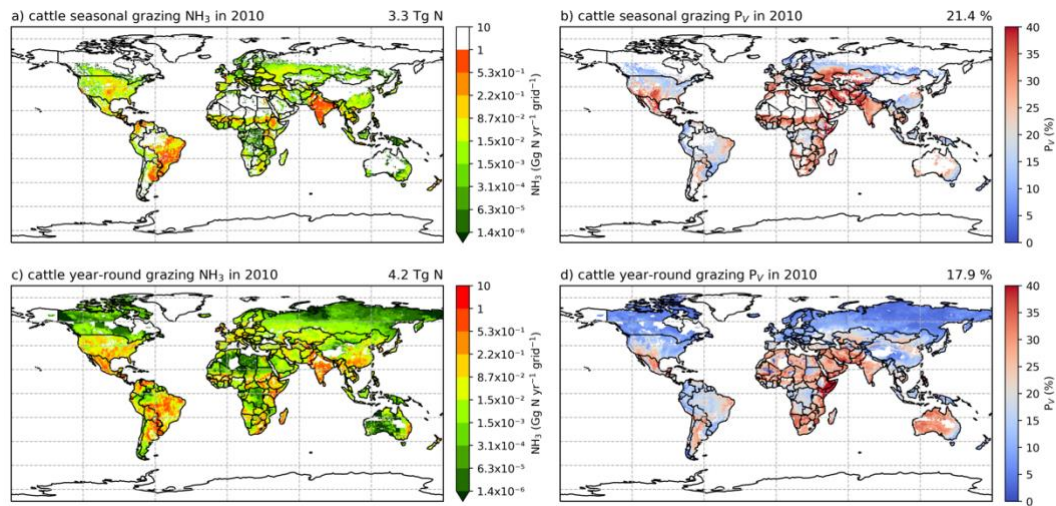 a) cattle seasonal grazing NH₃ in 2010 3.3 Tg N
10
1
5.3x10⁻¹
2.2x10⁻¹
8.7x10⁻²
1.5x10⁻²
1.5x10⁻³
3.1x10⁻⁴
6.3x10⁻⁵
1.4x10⁻⁶
NH₃ (Gg N yr⁻¹ grid⁻¹)
b) cattle seasonal grazing Pᵥ in 2010 21.4 %
40
35
30
25
20
15
10
5
0
Pᵥ (%)
c) cattle year-round grazing NH₃ in 2010 4.2 Tg N
10
1
5.3x10⁻¹
2.2x10⁻¹
8.7x10⁻²
1.5x10⁻²
1.5x10⁻³
3.1x10⁻⁴
6.3x10⁻⁵
1.4x10⁻⁶
NH₃ (Gg N yr⁻¹ grid⁻¹)
d) cattle year-round grazing Pᵥ in 2010 17.9 %
40
35
30
25
20
15
10
5
0
Pᵥ (%)